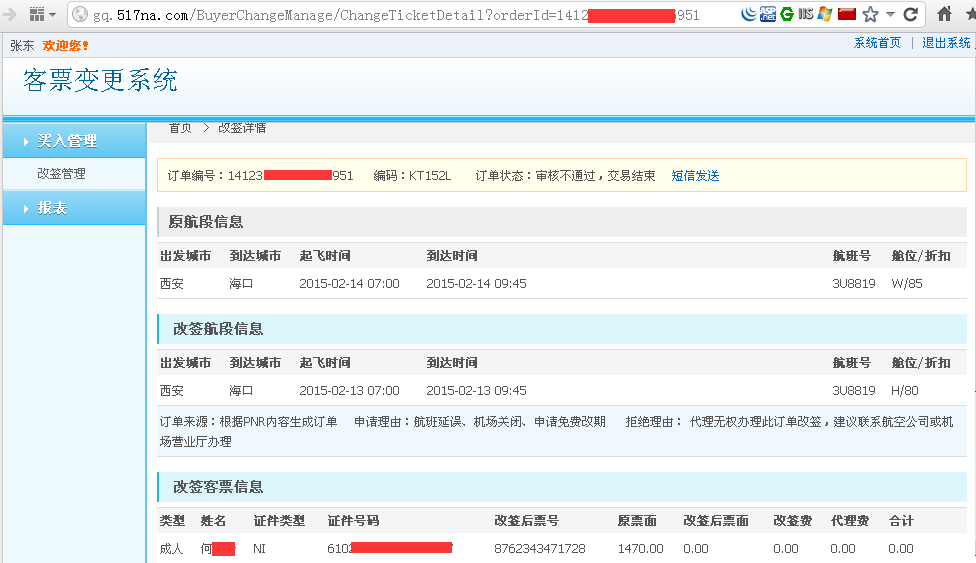 gq.517na.com/BuyerChangeManage/ChangeTicketDetail?orderId=1412 951
张东 欢迎您! 系统首页 | 退出系统
客票变更系统
买入管理
改签管理
报表
首页 > 改签详情
订单编号：14123 951 编码：KT152L 订单状态：审核不通过，交易结束 短信发送
原航段信息
出发城市 到达城市 起飞时间 到达时间 航班号 舱位/折扣
西安 海口 2015-02-14 07:00 2015-02-14 09:45 3U8819 W/85
改签航段信息
出发城市 到达城市 起飞时间 到达时间 航班号 舱位/折扣
西安 海口 2015-02-13 07:00 2015-02-13 09:45 3U8819 H/80
订单来源：根据PNR内容生成订单 申请理由：航班延误、机场关闭、申请免费改期 拒绝理由： 代理无权办理此订单改签，建议联系航空公司或机
场营业厅办理
改签客票信息
类型 姓名 证件类型 证件号码 改签后票号 原票面 改签后票面 改签费 代理费 合计
成人 何 NI 6102 8762343471728 1470.00 0.00 0.00 0.00 0.00